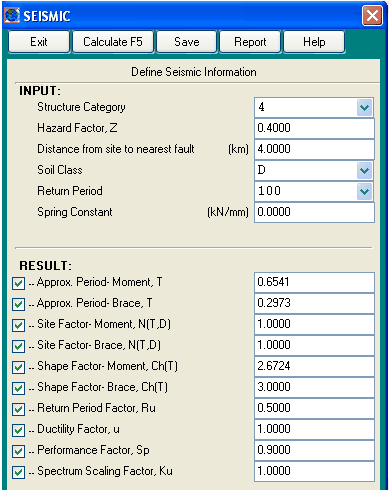 SEISMIC
Exit Calculate F5 Save Report Help
Define Seismic Information
INPUT:
Structure Category 4
Hazard Factor, Z 0.4000
Distance from site to nearest fault (km) 4.0000
Soil Class D
Return Period 100
Spring Constant (kN/mm) 0.0000
RESULT:
-- Approx. Period- Moment, T 0.6541
-- Approx. Period- Brace, T 0.2973
-- Site Factor- Moment, N(T,D) 1.0000
-- Site Factor- Brace, N(T,D) 1.0000
-- Shape Factor- Moment, Ch(T) 2.6724
-- Shape Factor- Brace, Ch(T) 3.0000
-- Return Period Factor, Ru 0.5000
-- Ductility Factor, u 1.0000
-- Performance Factor, Sp 0.9000
-- Spectrum Scaling Factor, Ku 1.0000